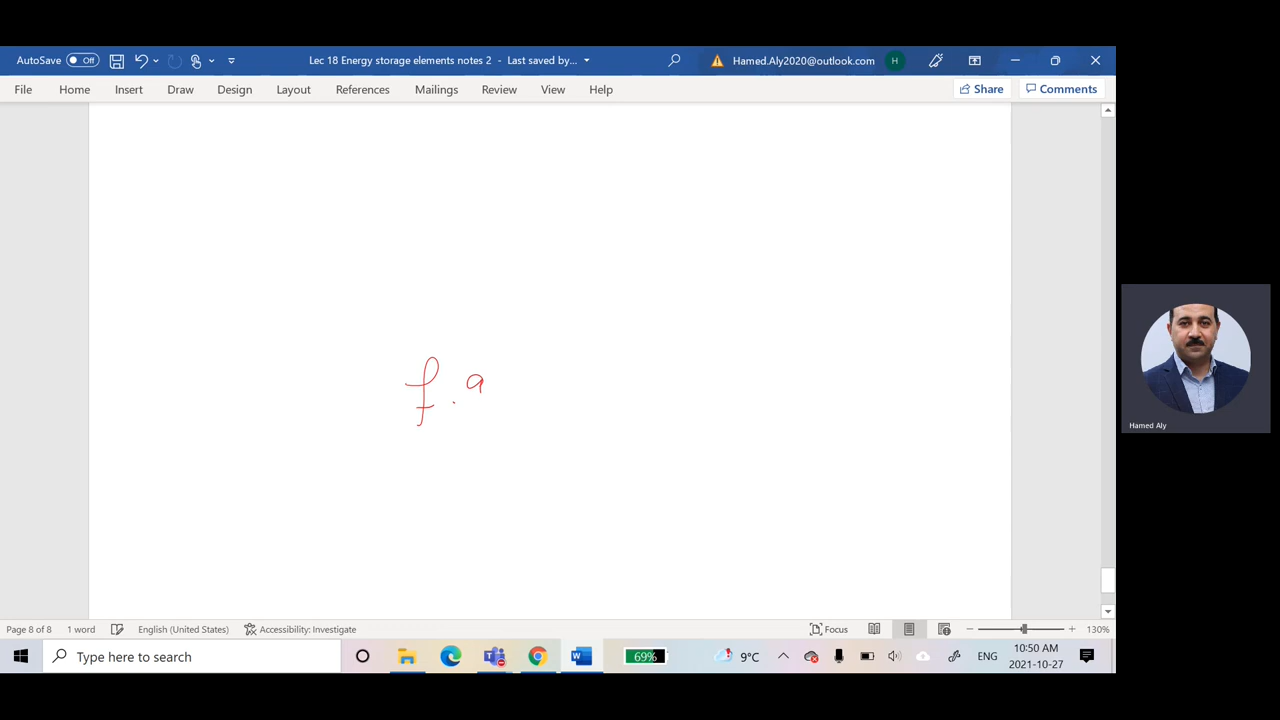 AutoSave Off Lec 18 Energy storage elements notes 2 - Last saved by... Hamed.Aly2020@outlook.com H
File Home Insert Draw Design Layout References Mailings Review View Help Share Comments
f. a
Hamed Aly
Page 8 of 8 1 word English (United States) Accessibility: Investigate Focus 130%
Type here to search 69% 9°C ENG 10:50 AM
2021-10-27